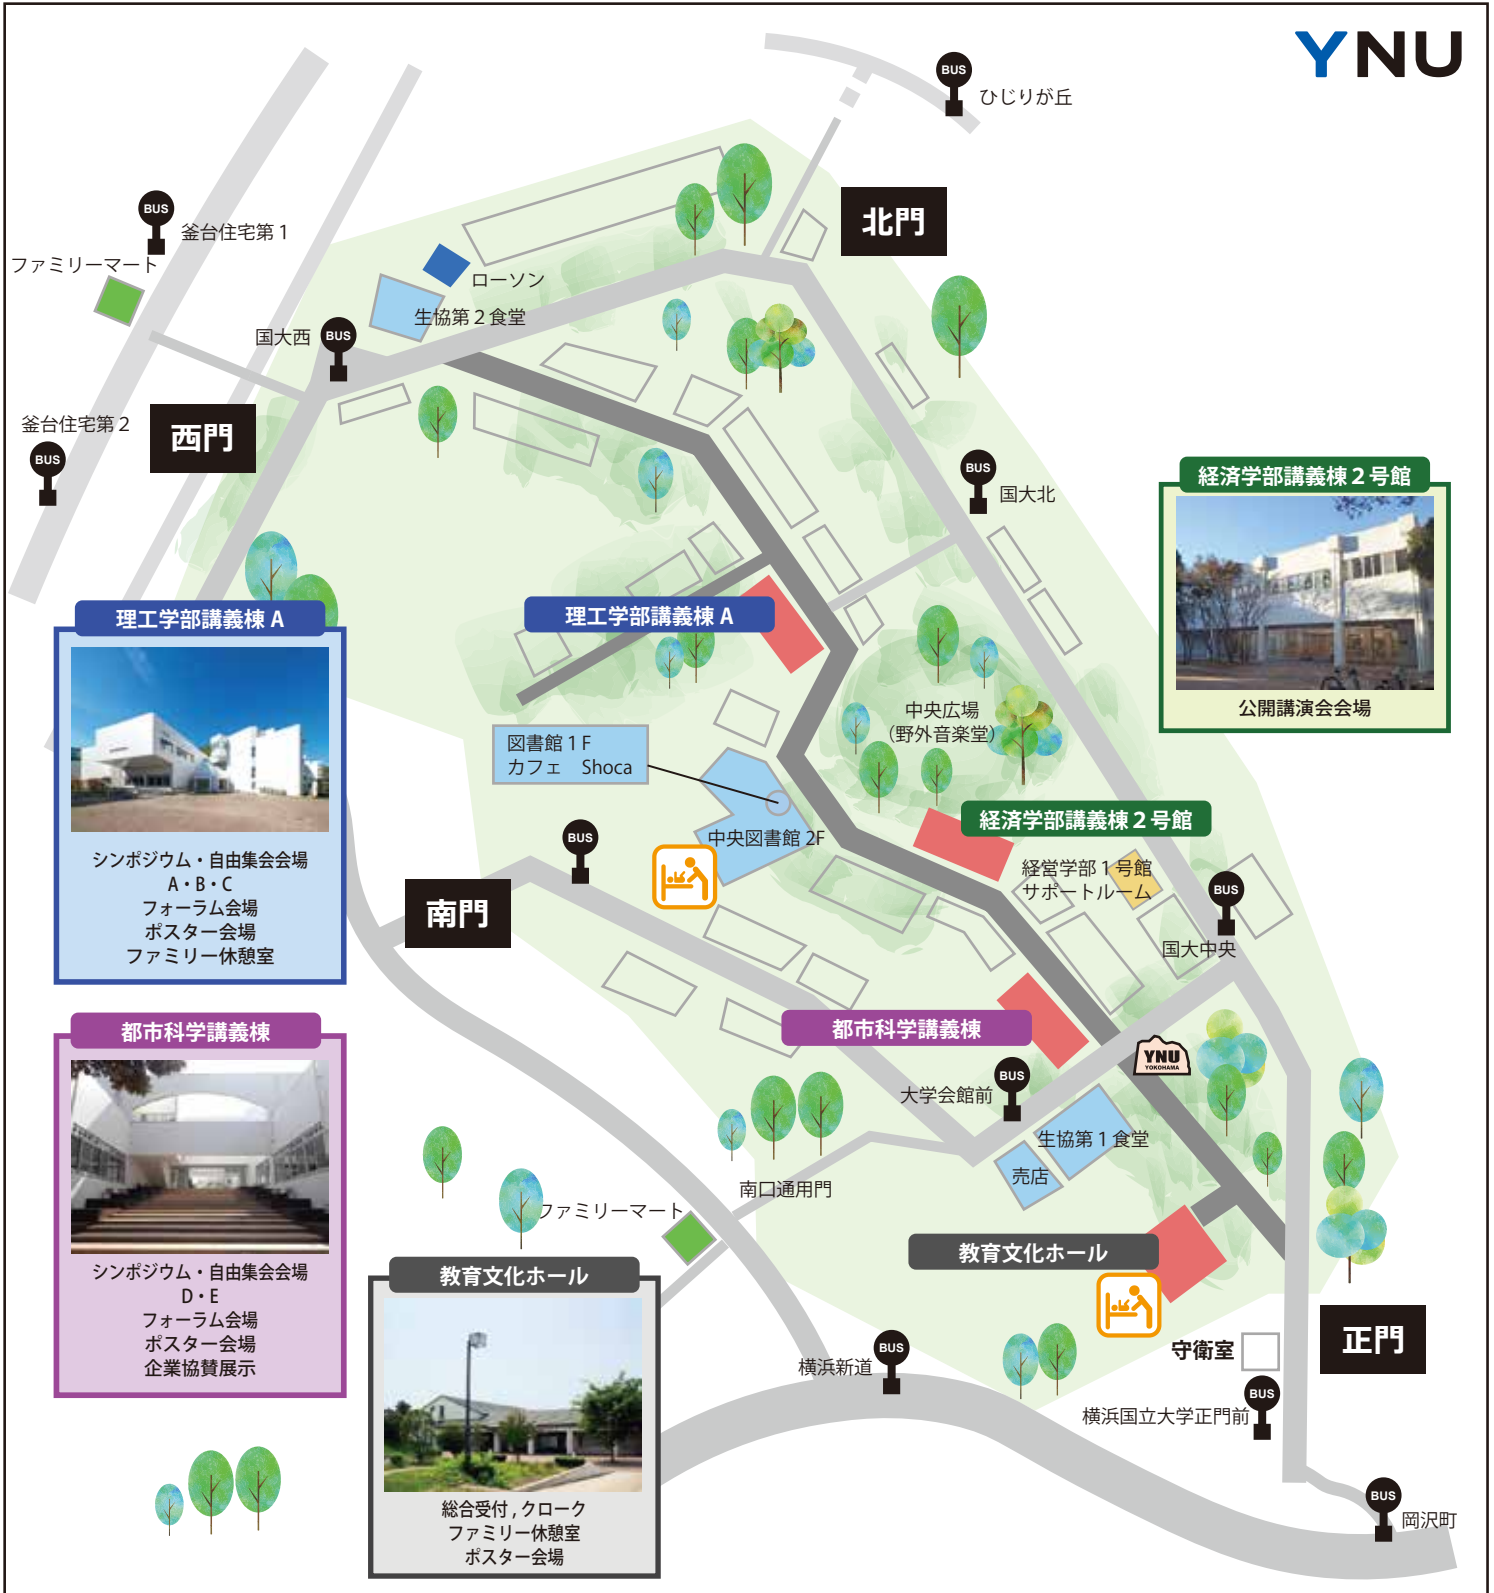 YNU
BUS
ひじりが丘
北門
BUS
釜台住宅第1
ファミリーマート
ローソン
生協第2食堂
国大西
BUS
釜台住宅第2
BUS
西門
BUS
国大北
経済学部講義棟2号館
公開講演会会場
理工学部講義棟 A
シンポジウム・自由集会会場
A・B・C
フォーラム会場
ポスター会場
ファミリー休憩室
理工学部講義棟 A
中央広場
(野外音楽堂)
図書館 1 F
カフェ Shoca
中央図書館 2F
経済学部講義棟2号館
経営学部1号館
サポートルーム
BUS
国大中央
BUS
南門
都市科学講義棟
シンポジウム・自由集会会場
D・E
フォーラム会場
ポスター会場
企業協賛展示
都市科学講義棟
YNU
YOKOHAMA
BUS
大学会館前
生協第1食堂
売店
南口通用門
ファミリーマート
教育文化ホール
教育文化ホール
総合受付 , クローク
ファミリー休憩室
ポスター会場
正門
守衛室
BUS
横浜新道
BUS
横浜国立大学正門前
BUS
岡沢町